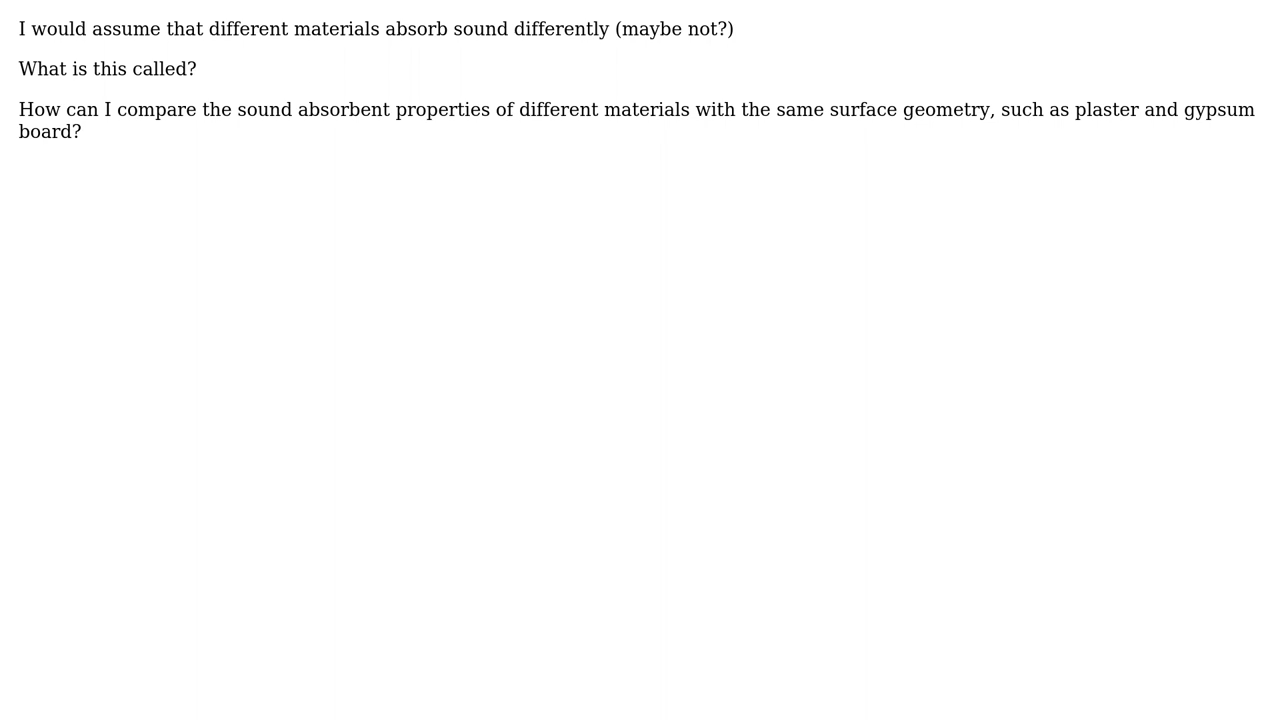 I would assume that different materials absorb sound differently (maybe not?)
What is this called?
How can I compare the sound absorbent properties of different materials with the same surface geometry, such as plaster and gypsum
board?